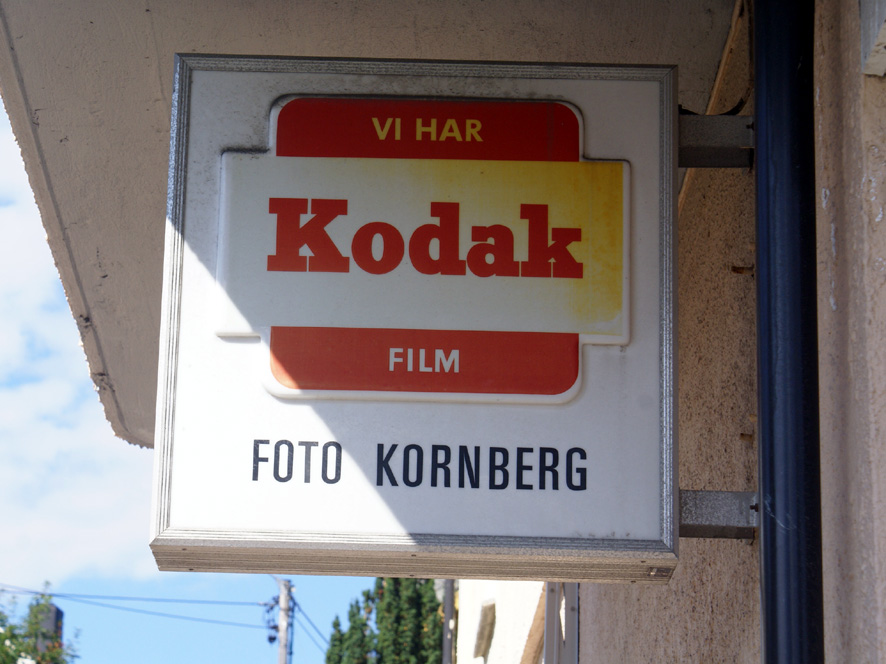 VI HAR
Kodak
FILM
FOTO KORNBERG